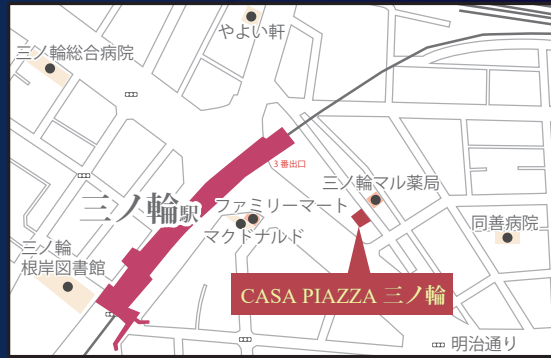 やよい軒
三ノ輪総合病院
3番出口
三ノ輪マル薬局
三ノ輪駅
ファミリーマート
マクドナルド
同善病院
三ノ輪
根岸図書館
CASA PIAZZA 三ノ輪
明治通り